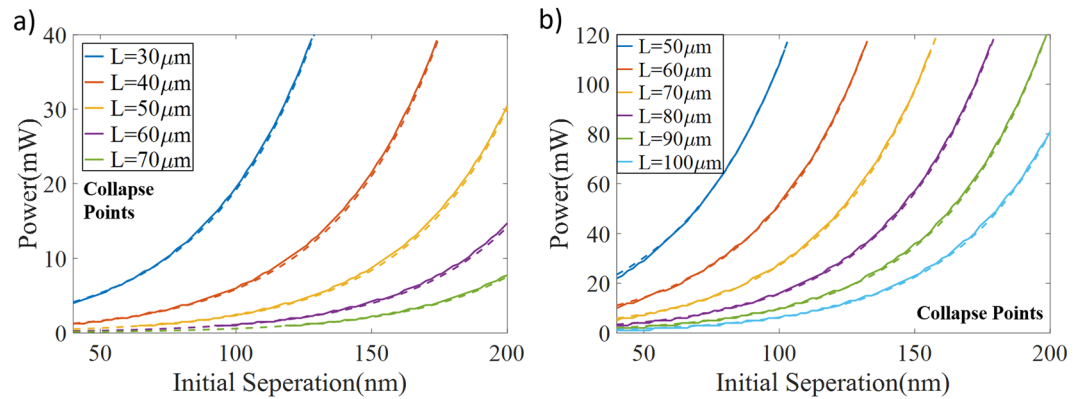 a)
40
30
20
10
0
Power(mW)
L=30μm
L=40μm
L=50μm
L=60μm
L=70μm
Collapse
Points
50
100
150
200
Initial Seperation(nm)
b)
120
100
80
60
40
20
0
Power(mW)
L=50μm
L=60μm
L=70μm
L=80μm
L=90μm
L=100μm
Collapse Points
50
100
150
200
Initial Seperation(nm)